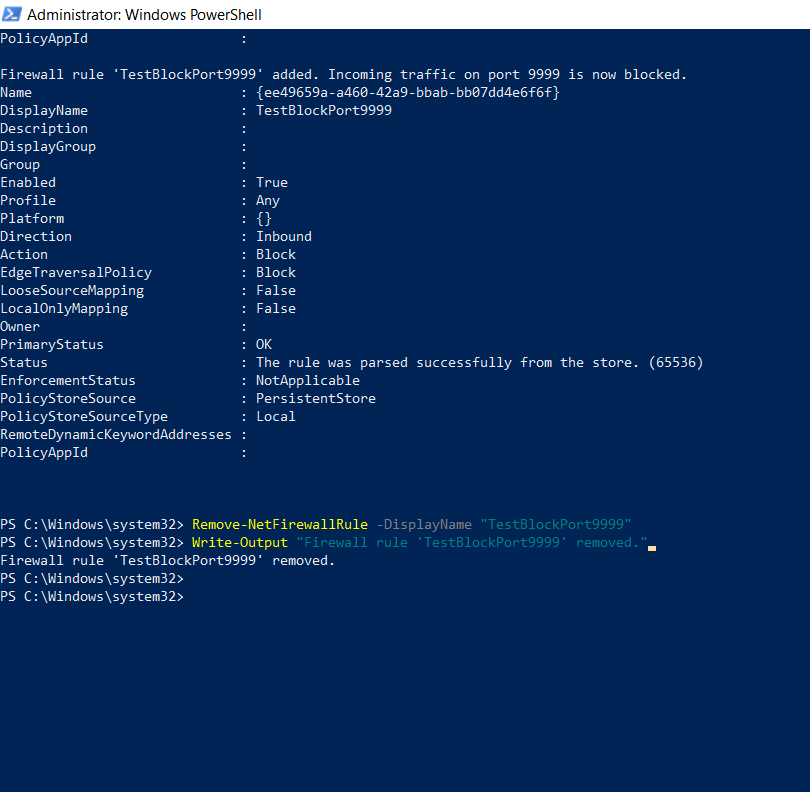 Administrator: Windows PowerShell
PolicyAppId                   :
Firewall rule 'TestBlockPort9999' added. Incoming traffic on port 9999 is now blocked.
Name                          : {ee49659a-a460-42a9-bbab-bb07dd4e6f6f}
DisplayName                   : TestBlockPort9999
Description                   :
DisplayGroup                  :
Group                         :
Enabled                       : True
Profile                       : Any
Platform                      : {}
Direction                     : Inbound
Action                        : Block
EdgeTraversalPolicy           : Block
LooseSourceMapping            : False
LocalOnlyMapping              : False
Owner                         :
PrimaryStatus                 : OK
Status                        : The rule was parsed successfully from the store. (65536)
EnforcementStatus             : NotApplicable
PolicyStoreSource             : PersistentStore
PolicyStoreSourceType         : Local
RemoteDynamicKeywordAddresses :
PolicyAppId                   :
PS C:\Windows\system32> Remove-NetFirewallRule -DisplayName "TestBlockPort9999"
PS C:\Windows\system32> Write-Output "Firewall rule 'TestBlockPort9999' removed."
Firewall rule 'TestBlockPort9999' removed.
PS C:\Windows\system32>
PS C:\Windows\system32>